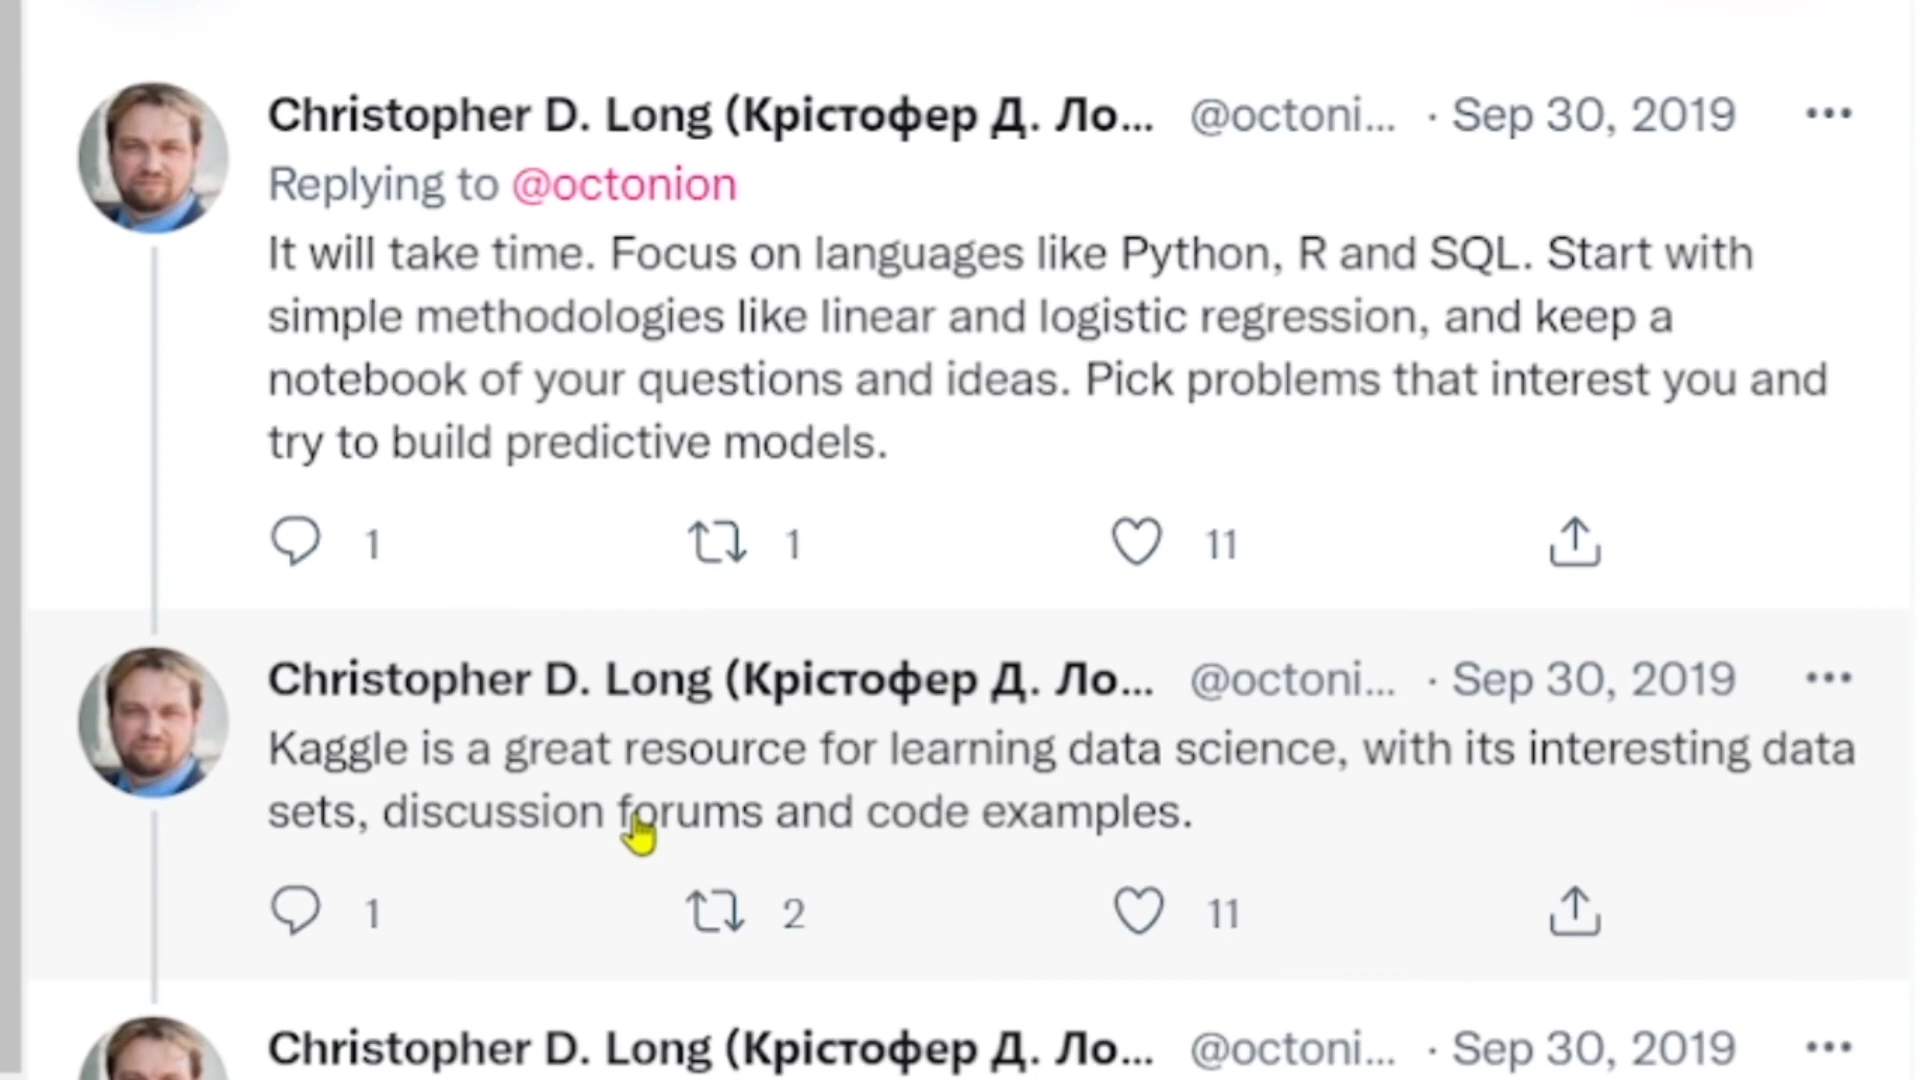 Christopher D. Long (Крістофер Д. Ло... @octoni... · Sep 30, 2019
Replying to @octonion
It will take time. Focus on languages like Python, R and SQL. Start with
simple methodologies like linear and logistic regression, and keep a
notebook of your questions and ideas. Pick problems that interest you and
try to build predictive models.
1 1 11
Christopher D. Long (Крістофер Д. Ло... @octoni... · Sep 30, 2019
Kaggle is a great resource for learning data science, with its interesting data
sets, discussion forums and code examples.
1 2 11
Christopher D. Long (Крістофер Д. Ло... @octoni... · Sep 30, 2019